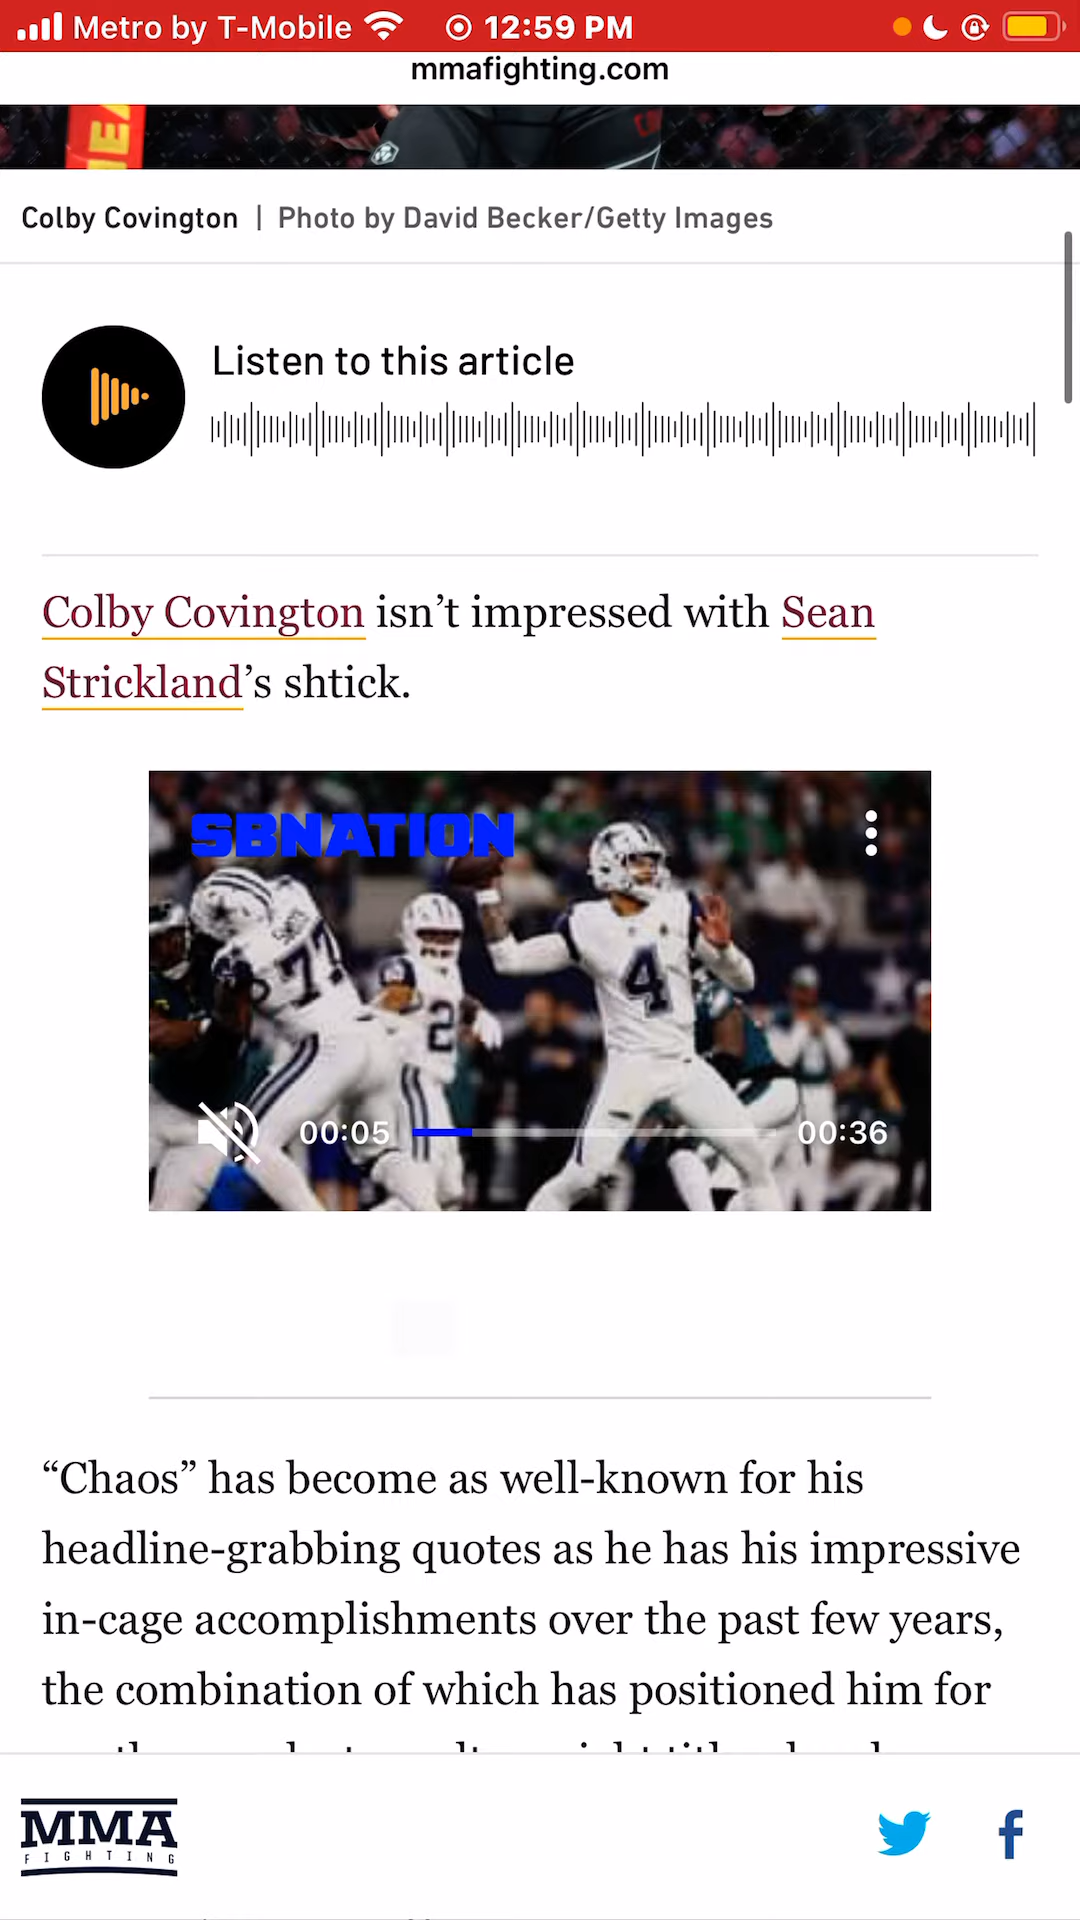 Metro by T-Mobile 12:59 PM
mmafighting.com
Colby Covington | Photo by David Becker/Getty Images
Listen to this article
Colby Covington isn’t impressed with Sean
Strickland’s shtick.
SBNATION
77
2
4
00:05 00:36
“Chaos” has become as well-known for his
headline-grabbing quotes as he has his impressive
in-cage accomplishments over the past few years,
the combination of which has positioned him for
MMA
FIGHTING